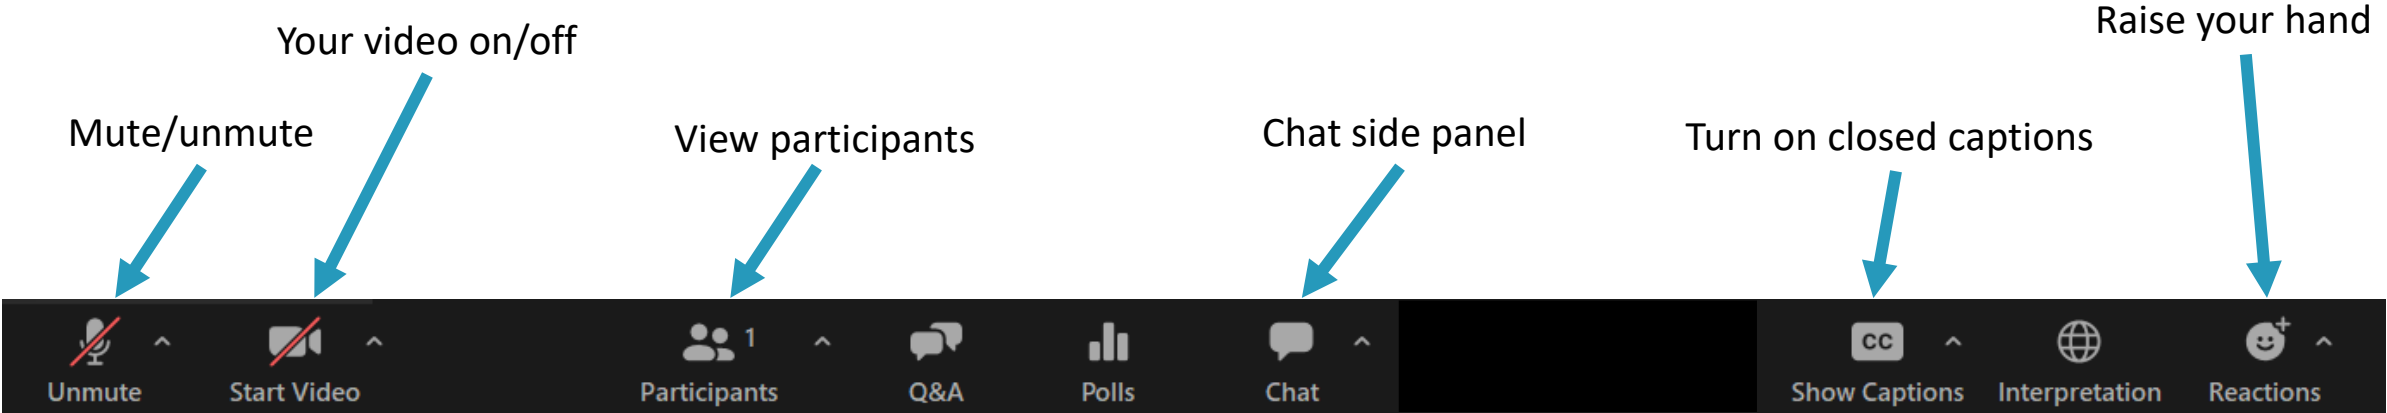 Raise your hand
Your video on/off
Mute/unmute
View participants
Chat side panel
Turn on closed captions
1
CC
Unmute
Start Video
Participants
Q&A
Polls
Chat
Show Captions
Interpretation
Reactions